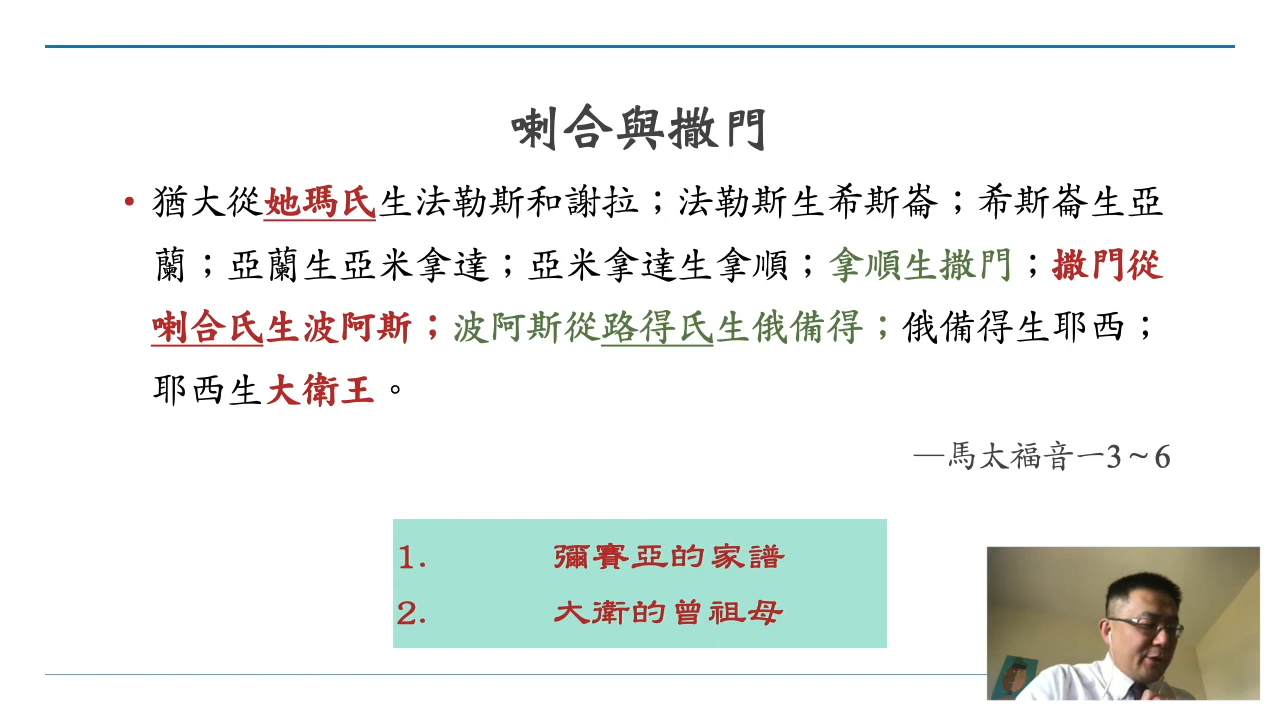 喇合與撒門
• 猶大從她瑪氏生法勒斯和謝拉；法勒斯生希斯崙；希斯崙生亞
蘭；亞蘭生亞米拿達；亞米拿達生拿順；拿順生撒門；撒門從
喇合氏生波阿斯；波阿斯從路得氏生俄備得；俄備得生耶西；
耶西生大衛王。
—馬太福音一3～6
1. 彌賽亞的家譜
2. 大衛的曾祖母